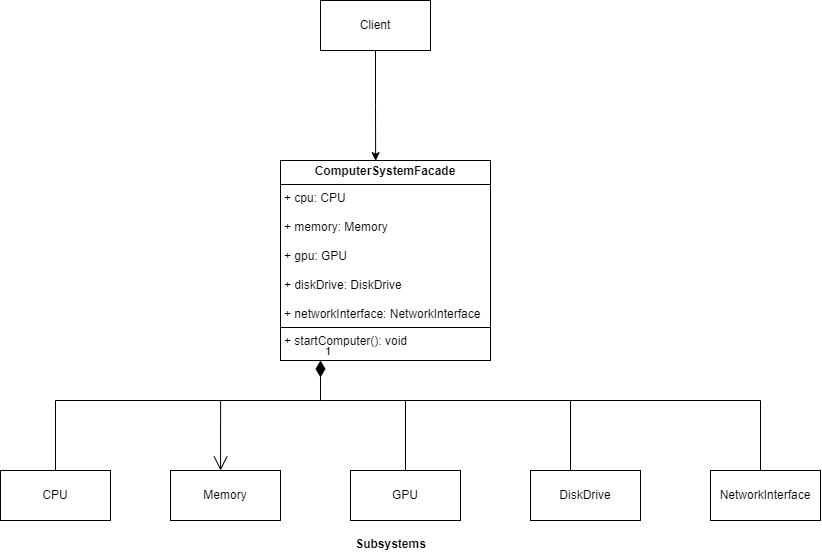 Client
ComputerSystemFacade
+ cpu: CPU
+ memory: Memory
+ gpu: GPU
+ diskDrive: DiskDrive
+ networkInterface: NetworkInterface
+ startComputer(): void
1
CPU
Memory
GPU
DiskDrive
NetworkInterface
Subsystems